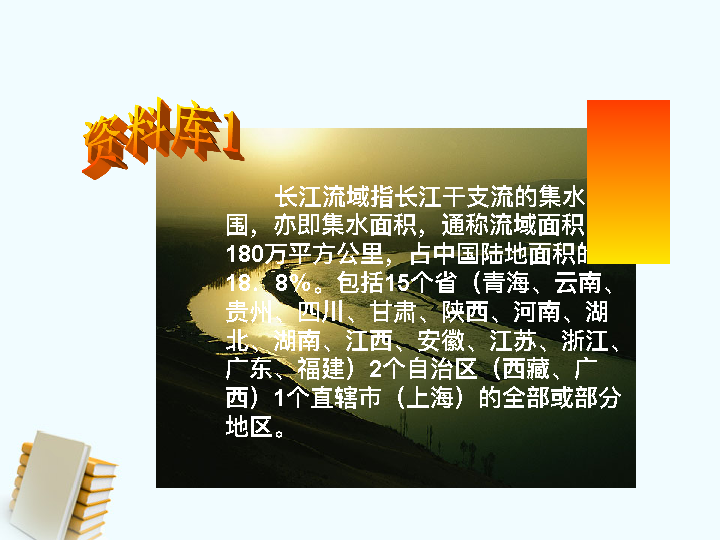 资料库1
长江流域指长江干支流的集水
围，亦即集水面积，通称流域面积
180万平方公里，占中国陆地面积的
18．8%。包括15个省（青海、云南、
贵州、四川、甘肃、陕西、河南、湖
北、湖南、江西、安徽、江苏、浙江、
广东、福建）2个自治区（西藏、广
西）1个直辖市（上海）的全部或部分
地区。